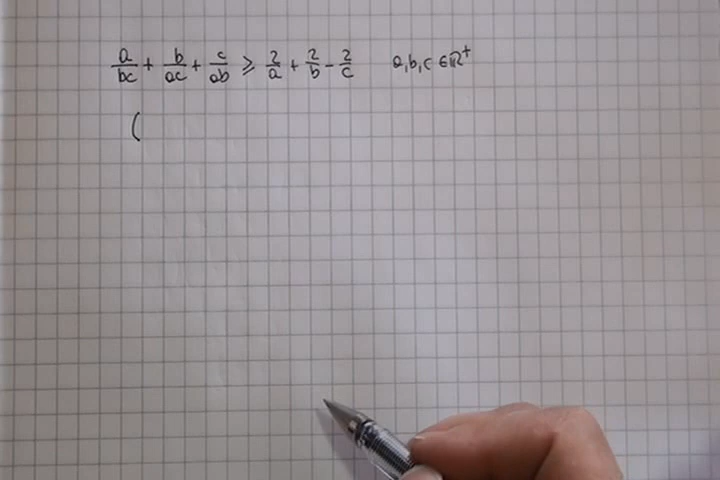 a/bc + b/ac + c/ab ⩾ 2/a + 2/b - 2/c a,b,c ∈ ℝ⁺
(